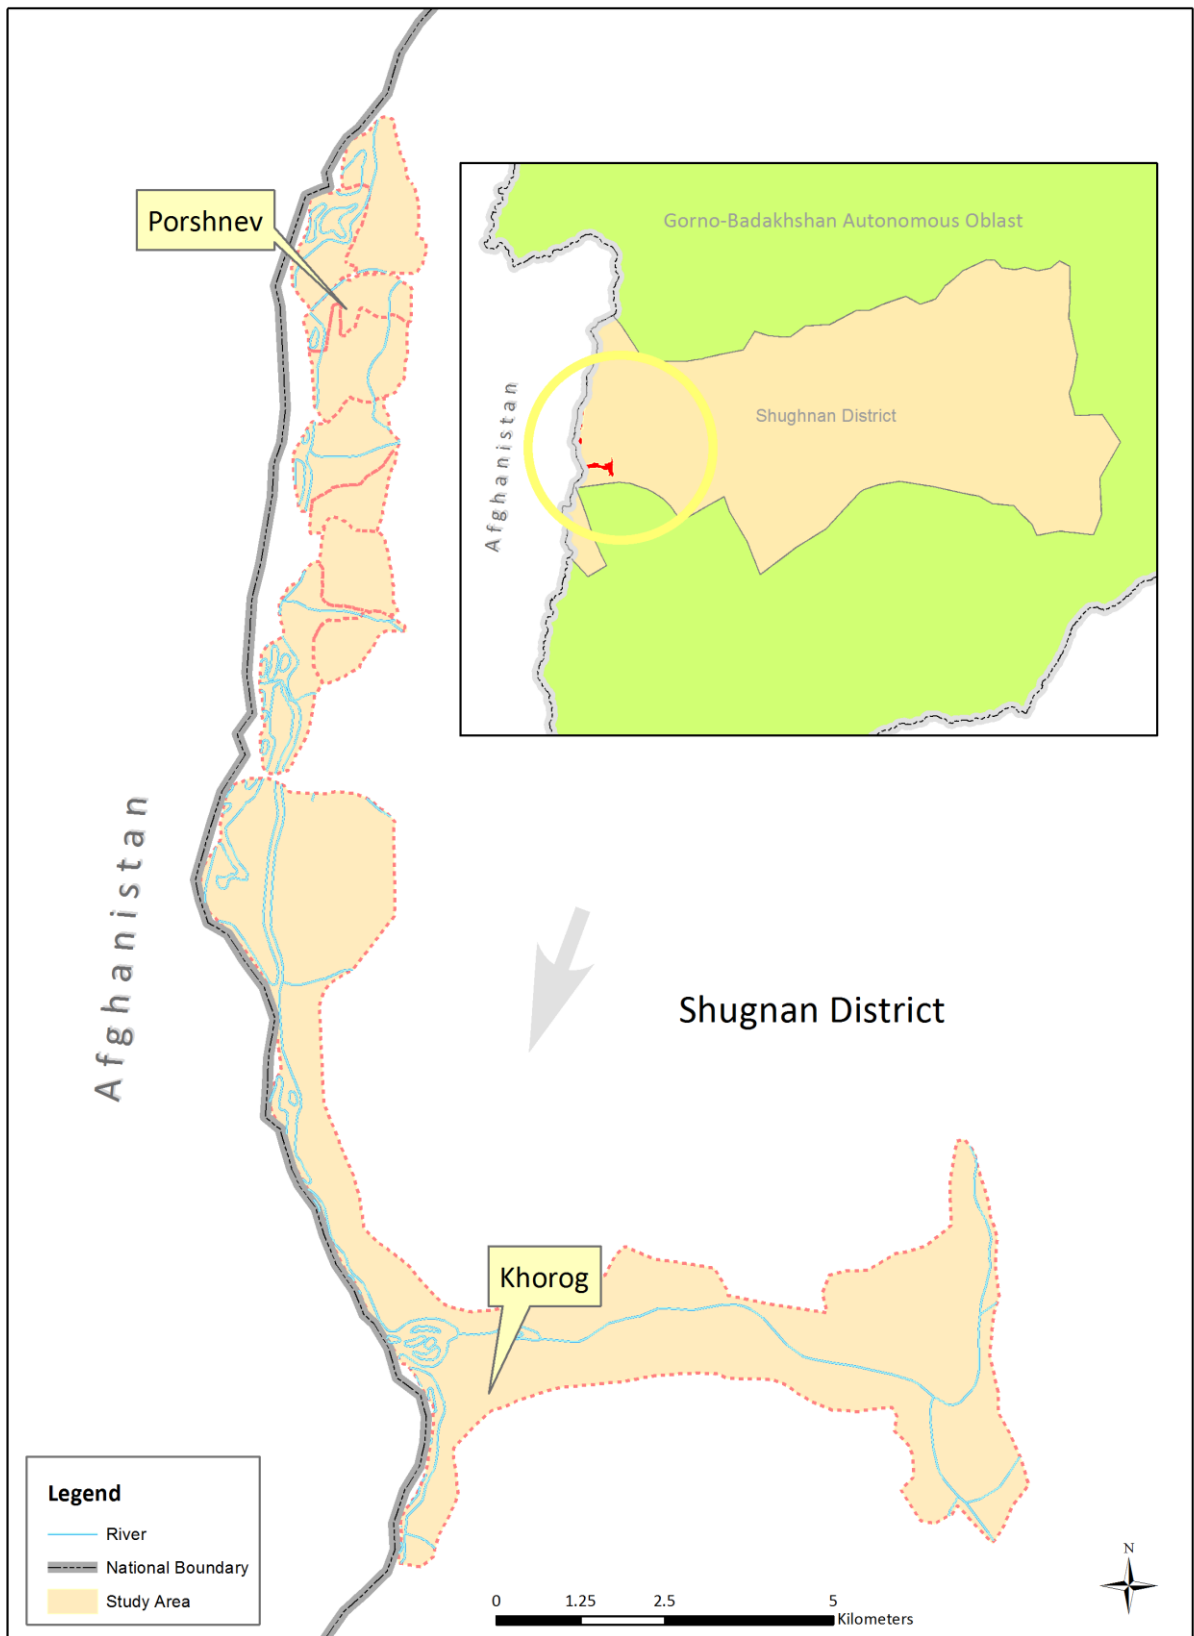 Porshnev
Gorno-Badakhshan Autonomous Oblast
Afghanistan
Shughnan District
Afghanistan
Shugnan District
Khorog
Legend
River
National Boundary
Study Area
N
0 1.25 2.5 5
Kilometers